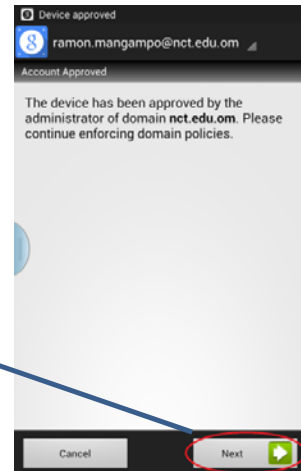 Device approved
8 ramon.mangampo@nct.edu.om
Account Approved
The device has been approved by the
administrator of domain nct.edu.om. Please
continue enforcing domain policies.
Cancel Next